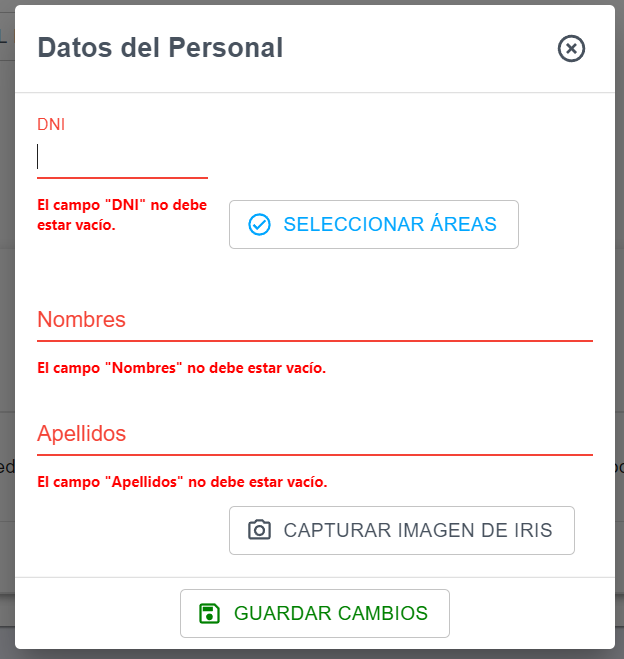 Datos del Personal
DNI
El campo "DNI" no debe
estar vacío.
SELECCIONAR ÁREAS
Nombres
El campo "Nombres" no debe estar vacío.
Apellidos
El campo "Apellidos" no debe estar vacío.
CAPTURAR IMAGEN DE IRIS
GUARDAR CAMBIOS